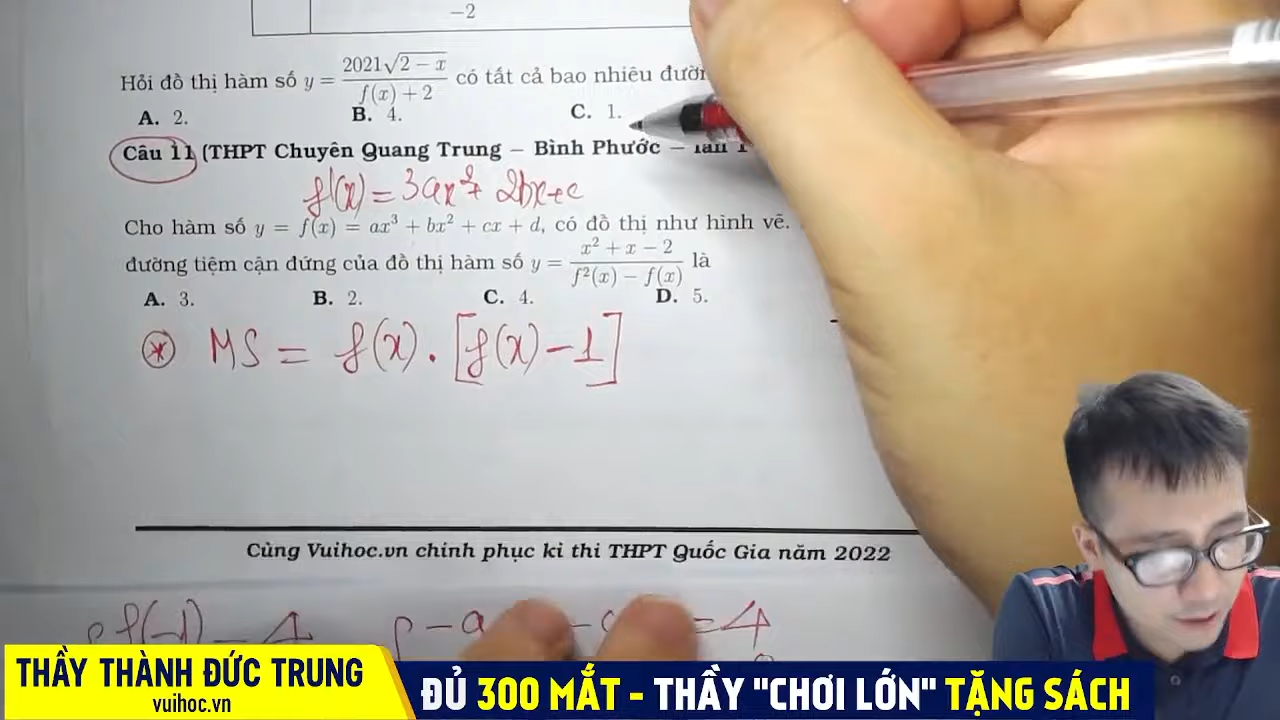 −2
Hỏi đồ thị hàm số y = 2021√(2 − x) / (f(x) + 2) có tất cả bao nhiêu
A. 2. B. 4. C. 1.
Câu 11 (THPT Chuyên Quang Trung – Bình Phước –
f'(x) = 3ax² + 2bx + c
Cho hàm số y = f(x) = ax³ + bx² + cx + d, có đồ thị như hình vẽ.
đường tiệm cận đứng của đồ thị hàm số y = (x² + x − 2) / (f²(x) − f(x)) là
A. 3. B. 2. C. 4. D. 5.
* MS = f(x) . [f(x) − 1]
Cùng Vuihoc.vn chinh phục kì thi THPT Quốc Gia năm 2022
f(-1) = 4
= 4
THẦY THÀNH ĐỨC TRUNG
vuihoc.vn
ĐỦ 300 MẮT - THẦY "CHƠI LỚN" TẶNG SÁCH